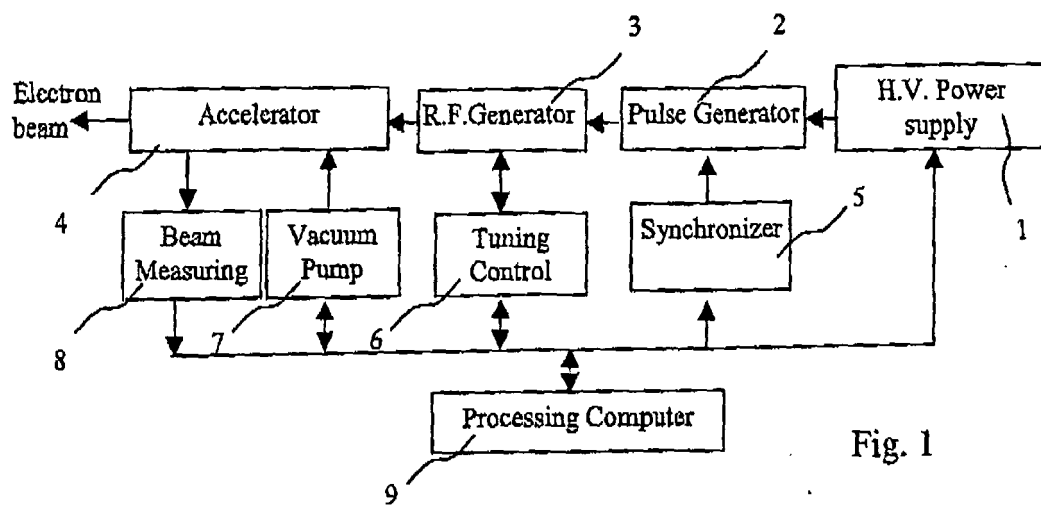 3
2
Electron
beam
Accelerator
R.F.Generator
Pulse Generator
H.V. Power
supply
4
Beam
Measuring
Vacuum
Pump
Tuning
Control
Synchronizer
5
1
8
7
6
Processing Computer
9
Fig. 1